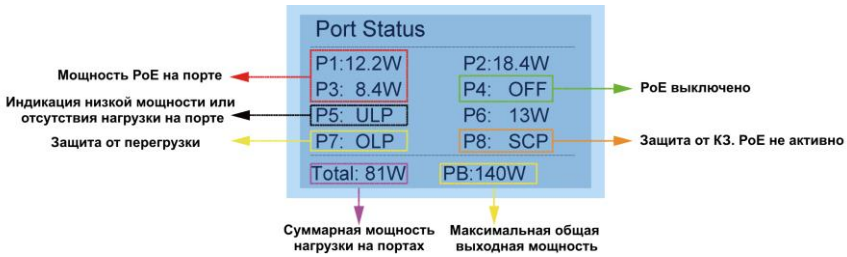 Port Status
P1:12.2W P2:18.4W
Мощность PoE на порте
P3: 8.4W P4: OFF
PoE выключено
Индикация низкой мощности или
отсутствия нагрузки на порте
P5: ULP P6: 13W
Защита от перегрузки
P7: OLP P8: SCP
Защита от КЗ. PoE не активно
Total: 81W PB:140W
Суммарная мощность
нагрузки на портах
Максимальная общая
выходная мощность